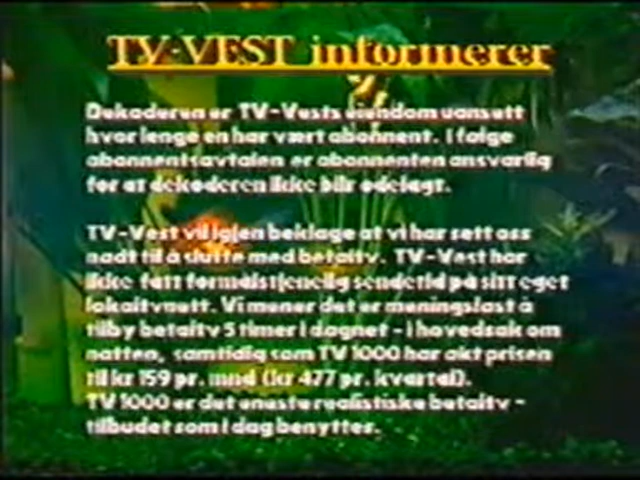 TV-VEST informerer
Dekoderen er TV-Vests eiendom uansett
hvor lenge en har vært abonnent. I følge
abonnentsavtalen er abonnenten ansvarlig
for at dekoderen ikke blir ødelagt.
TV-Vest vil igjen beklage at vi har sett oss
nødt til å slutte med betaltv. TV-Vest har
ikke fått formålstjenelig sendetid på sitt eget
lokaltvnett. Vi mener det er meningsløst å
tilby betaltv 5 timer i døgnet - i hovedsak om
natten, samtidig som TV 1000 har økt prisen
til kr 159 pr. mnd (kr 477 pr. kvartal).
TV 1000 er det eneste realistiske betaltv -
tilbudet som i dag benyttes.